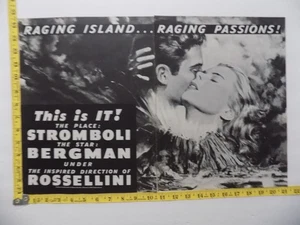 RAGING ISLAND... RAGING PASSIONS!
This is IT!
THE PLACE:
STROMBOLI
THE STAR:
BERGMAN
UNDER
THE INSPIRED DIRECTION OF
ROSSELLINI